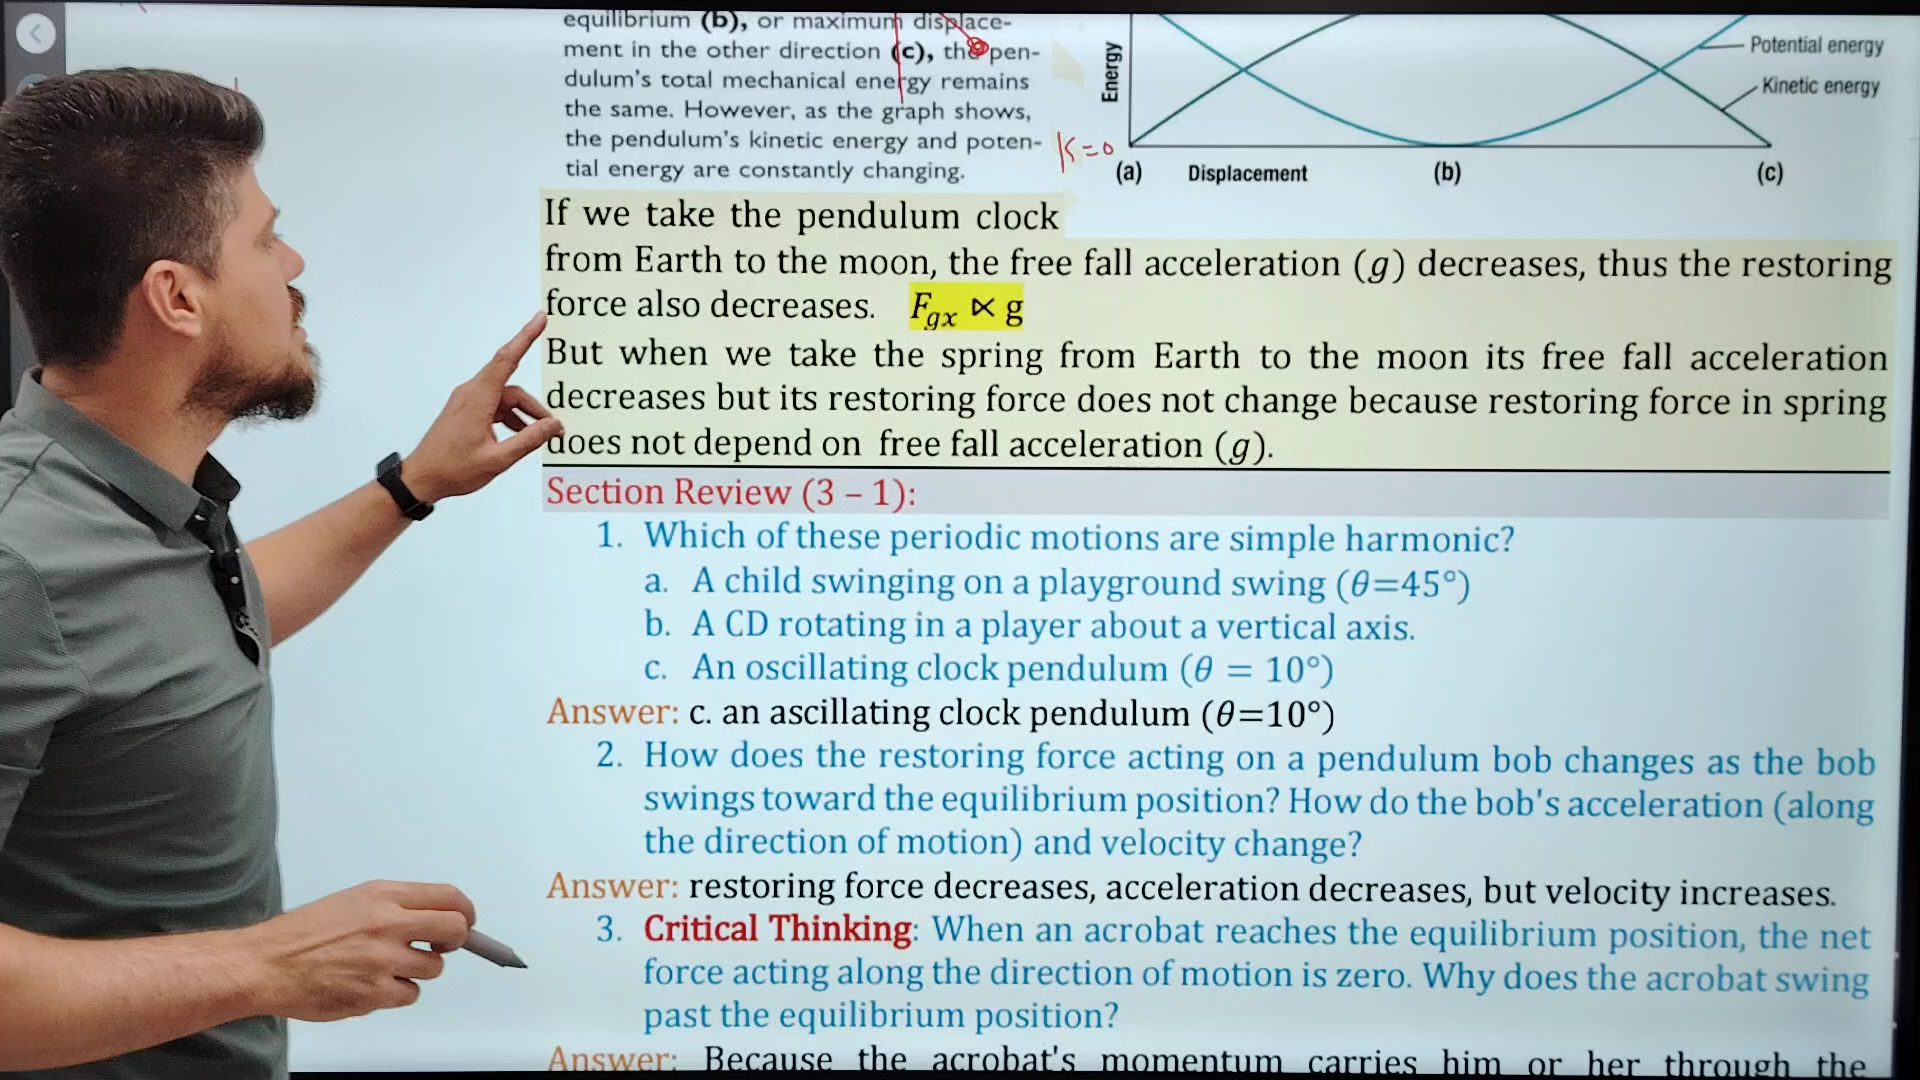 equilibrium (b), or maximum displace-
ment in the other direction (c), the pen-
dulum's total mechanical energy remains
the same. However, as the graph shows,
the pendulum's kinetic energy and poten-
tial energy are constantly changing.
K=0
Energy
Potential energy
Kinetic energy
(a) Displacement (b) (c)
If we take the pendulum clock
from Earth to the moon, the free fall acceleration (g) decreases, thus the restoring
force also decreases. Fgx ∝ g
But when we take the spring from Earth to the moon its free fall acceleration
decreases but its restoring force does not change because restoring force in spring
does not depend on free fall acceleration (g).
Section Review (3 – 1):
1. Which of these periodic motions are simple harmonic?
a. A child swinging on a playground swing (θ=45°)
b. A CD rotating in a player about a vertical axis.
c. An oscillating clock pendulum (θ = 10°)
Answer: c. an ascillating clock pendulum (θ=10°)
2. How does the restoring force acting on a pendulum bob changes as the bob
swings toward the equilibrium position? How do the bob's acceleration (along
the direction of motion) and velocity change?
Answer: restoring force decreases, acceleration decreases, but velocity increases.
3. Critical Thinking: When an acrobat reaches the equilibrium position, the net
force acting along the direction of motion is zero. Why does the acrobat swing
past the equilibrium position?
Answer: Because the acrobat's momentum carries him or her through the